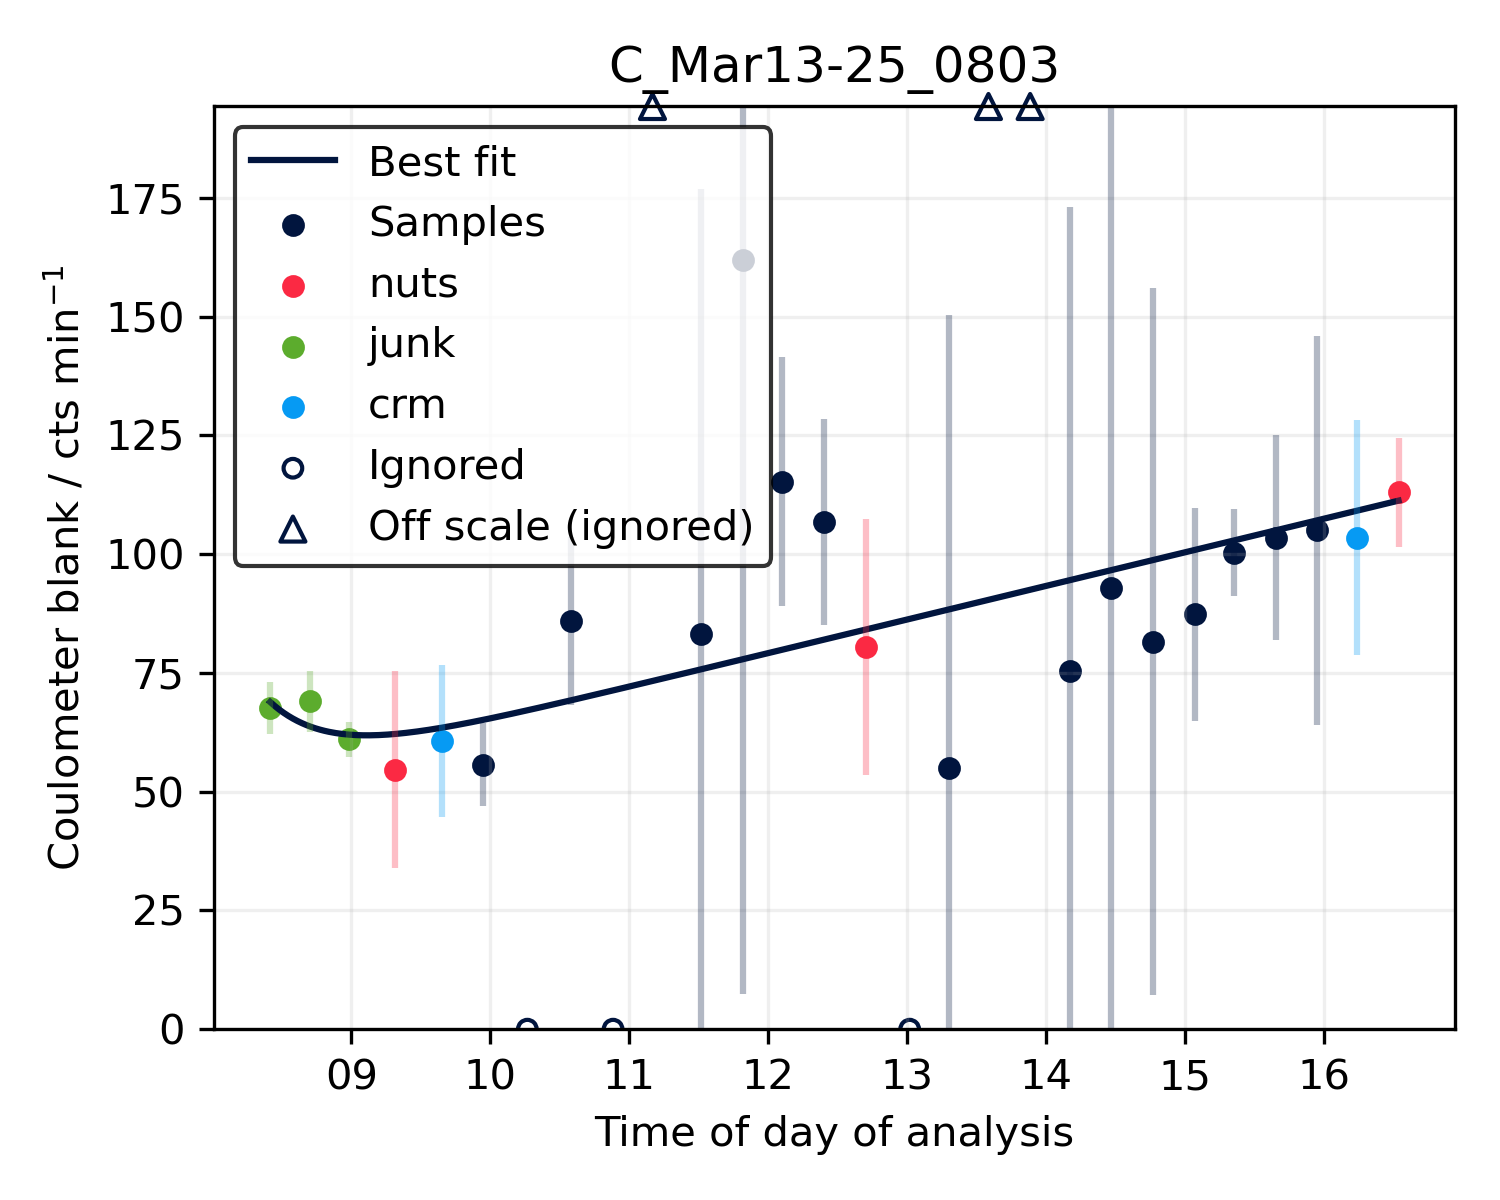 C_Mar13-25_0803
Best fit
Samples
nuts
junk
crm
Ignored
Off scale (ignored)
Coulometer blank / cts min⁻¹
175
150
125
100
75
50
25
0
09 10 11 12 13 14 15 16
Time of day of analysis